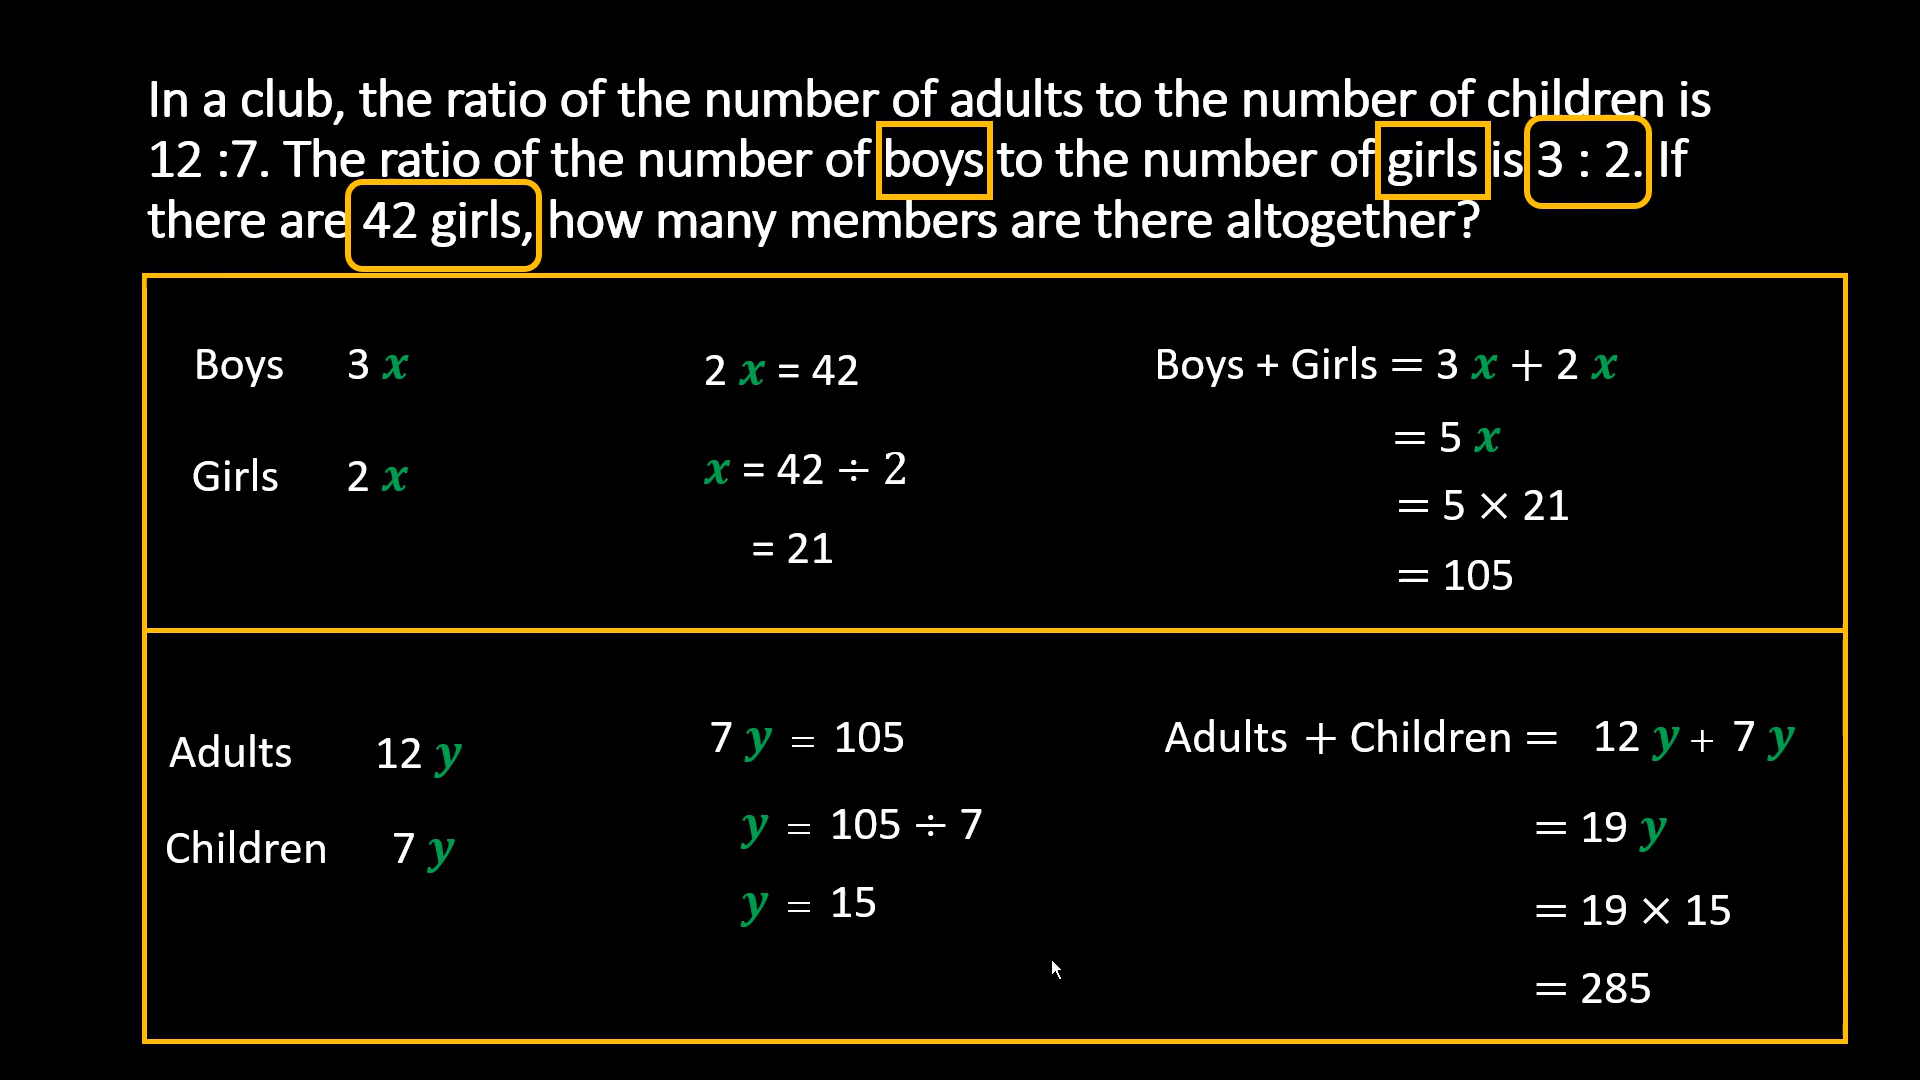 In a club, the ratio of the number of adults to the number of children is
12 :7. The ratio of the number of boys to the number of girls is 3 : 2. If
there are 42 girls, how many members are there altogether?
Boys 3 x
Girls 2 x
2 x = 42
x = 42 ÷ 2
= 21
Boys + Girls = 3 x + 2 x
= 5 x
= 5 × 21
= 105
Adults 12 y
Children 7 y
7 y = 105
y = 105 ÷ 7
y = 15
Adults + Children = 12 y + 7 y
= 19 y
= 19 × 15
= 285